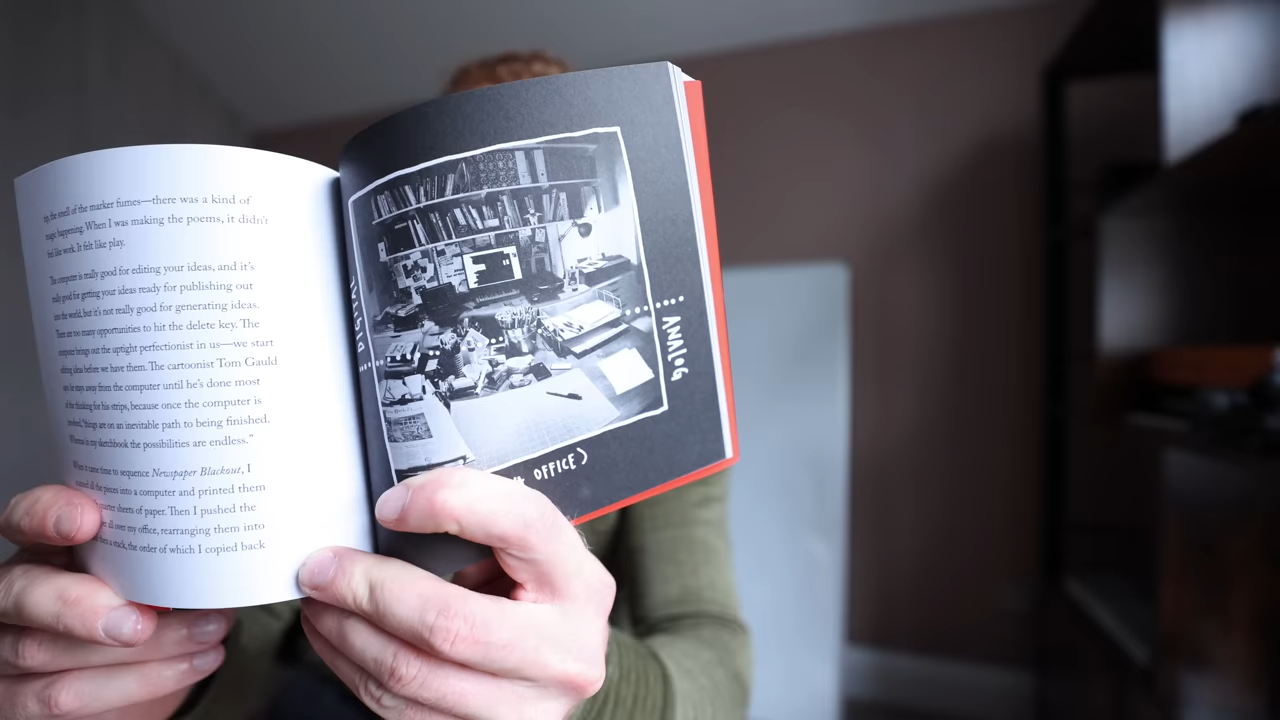 tip, the smell of the marker fumes—there was a kind of
magic happening. When I was making the poems, it didn't
feel like work. It felt like play.
The computer is really good for editing your ideas, and it's
really good for getting your ideas ready for publishing out
into the world, but it's not really good for generating ideas.
There are too many opportunities to hit the delete key. The
computer brings out the uptight perfectionist in us—we start
editing ideas before we have them. The cartoonist Tom Gauld
says he stays away from the computer until he's done most
of the thinking for his strips, because once the computer is
involved, "things are on an inevitable path to being finished.
Whereas in my sketchbook the possibilities are endless."
When it came time to sequence Newspaper Blackout, I
scanned all the pieces into a computer and printed them
quarter sheets of paper. Then I pushed the
all over my office, rearranging them into
then a stack, the order of which I copied back
DIGITAL
ANALOG
OFFICE)